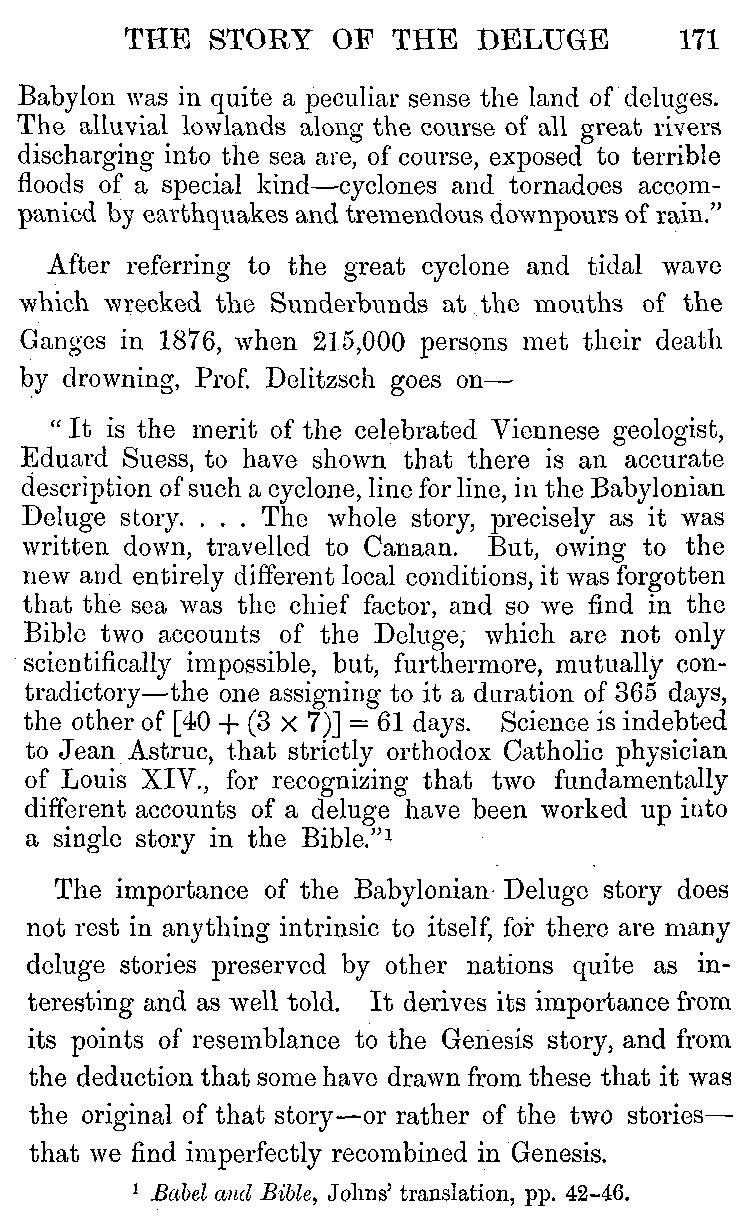 THE STORY OF THE DELUGE 171
Babylon was in quite a peculiar sense the land of deluges.
The alluvial lowlands along the course of all great rivers
discharging into the sea are, of course, exposed to terrible
floods of a special kind—cyclones and tornadoes accom-
panied by earthquakes and tremendous downpours of rain.”
After referring to the great cyclone and tidal wave
which wrecked the Sunderbunds at the mouths of the
Ganges in 1876, when 215,000 persons met their death
by drowning, Prof. Delitzsch goes on—
“It is the merit of the celebrated Viennese geologist,
Eduard Suess, to have shown that there is an accurate
description of such a cyclone, line for line, in the Babylonian
Deluge story. . . . The whole story, precisely as it was
written down, travelled to Canaan. But, owing to the
new and entirely different local conditions, it was forgotten
that the sea was the chief factor, and so we find in the
Bible two accounts of the Deluge, which are not only
scientifically impossible, but, furthermore, mutually con-
tradictory—the one assigning to it a duration of 365 days,
the other of [40 + (3 × 7)] = 61 days. Science is indebted
to Jean Astruc, that strictly orthodox Catholic physician
of Louis XIV., for recognizing that two fundamentally
different accounts of a deluge have been worked up into
a single story in the Bible.”¹
The importance of the Babylonian Deluge story does
not rest in anything intrinsic to itself, for there are many
deluge stories preserved by other nations quite as in-
teresting and as well told. It derives its importance from
its points of resemblance to the Genesis story, and from
the deduction that some have drawn from these that it was
the original of that story—or rather of the two stories—
that we find imperfectly recombined in Genesis.
¹ Babel and Bible, Johns’ translation, pp. 42–46.